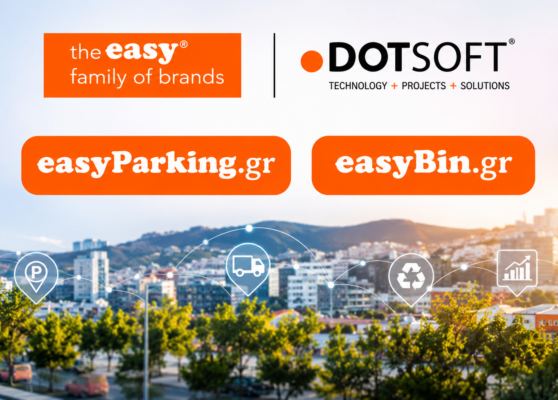 the easy®
family of brands
DOTSOFT®
TECHNOLOGY + PROJECTS + SOLUTIONS
easyParking.gr
easyBin.gr
P